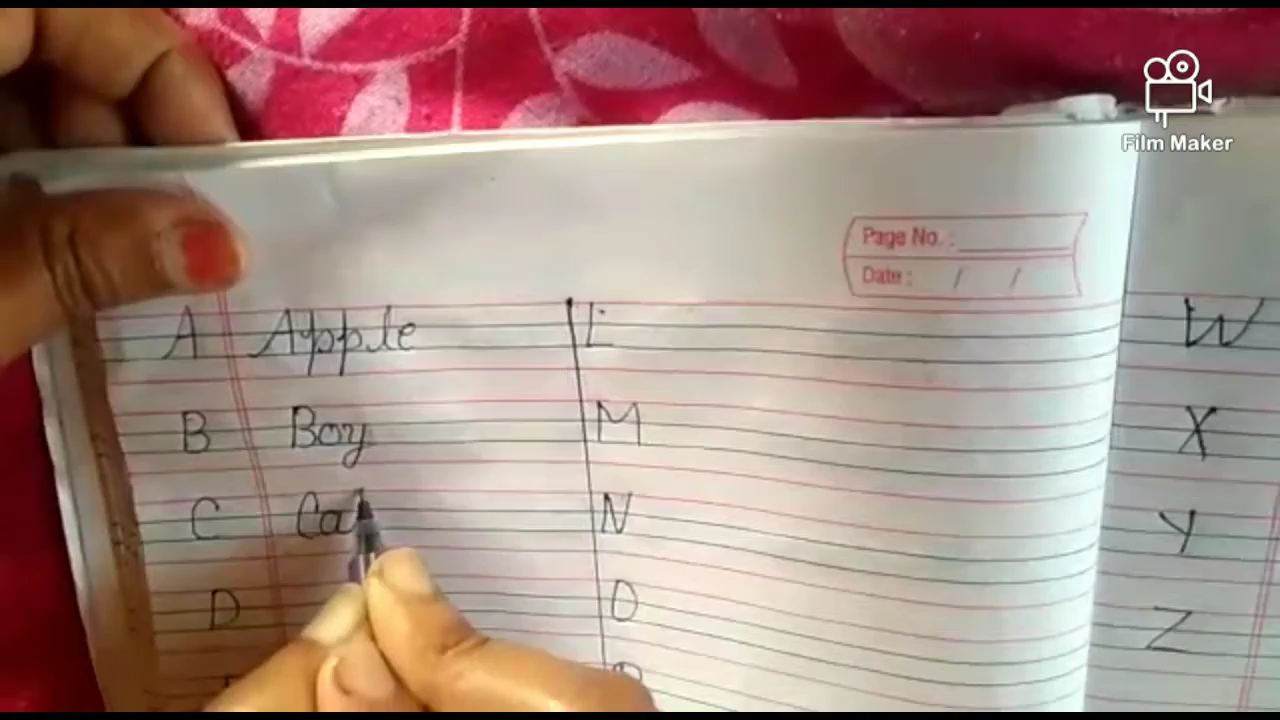 Film Maker
Page No. :
Date : / /
A Apple L
B Boy M
C Ca N
D O
W
X
Y
Z